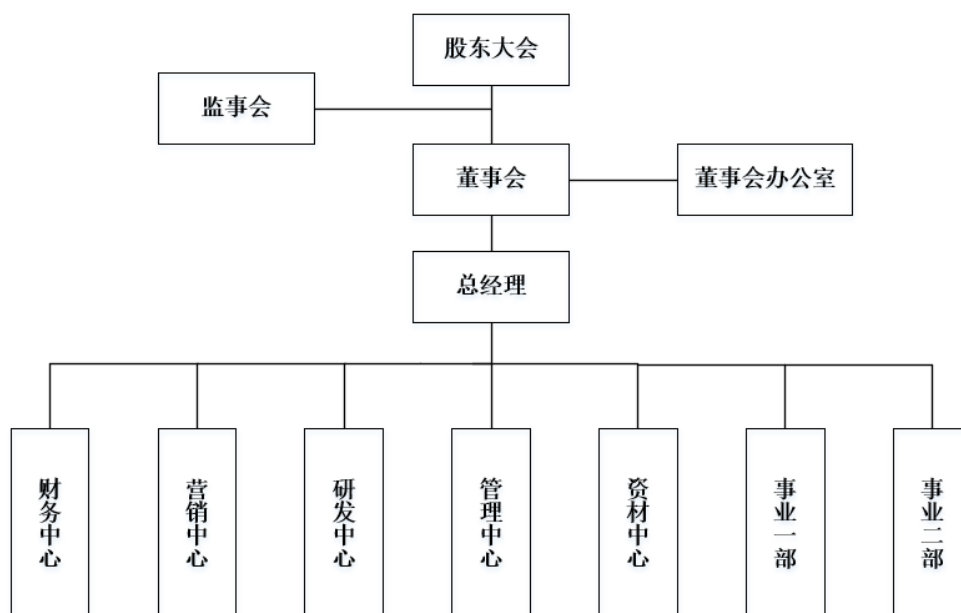 股东大会
监事会
董事会
董事会办公室
总经理
财务中心
营销中心
研发中心
管理中心
资材中心
事业一部
事业二部